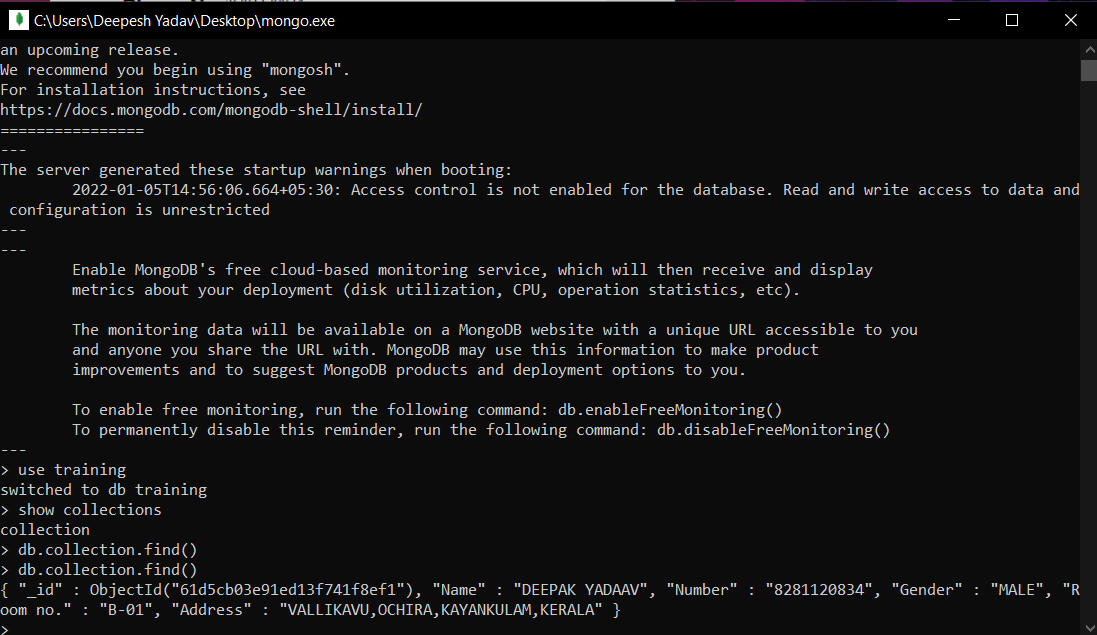 C:\Users\Deepesh Yadav\Desktop\mongo.exe
an upcoming release.
We recommend you begin using "mongosh".
For installation instructions, see
https://docs.mongodb.com/mongodb-shell/install/
================
---
The server generated these startup warnings when booting:
        2022-01-05T14:56:06.664+05:30: Access control is not enabled for the database. Read and write access to data and
 configuration is unrestricted
---
---
        Enable MongoDB's free cloud-based monitoring service, which will then receive and display
        metrics about your deployment (disk utilization, CPU, operation statistics, etc).

        The monitoring data will be available on a MongoDB website with a unique URL accessible to you
        and anyone you share the URL with. MongoDB may use this information to make product
        improvements and to suggest MongoDB products and deployment options to you.

        To enable free monitoring, run the following command: db.enableFreeMonitoring()
        To permanently disable this reminder, run the following command: db.disableFreeMonitoring()
---
> use training
switched to db training
> show collections
collection
> db.collection.find()
> db.collection.find()
{ "_id" : ObjectId("61d5cb03e91ed13f741f8ef1"), "Name" : "DEEPAK YADAAV", "Number" : "8281120834", "Gender" : "MALE", "R
oom no." : "B-01", "Address" : "VALLIKAVU,OCHIRA,KAYANKULAM,KERALA" }
>